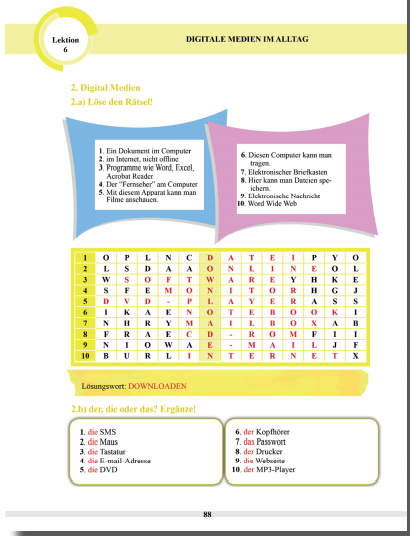 Lektion
6
DIGITALE MEDIEN IM ALLTAG
2. Digital Medien
2.a) Löse den Rätsel!
1. Ein Dokument im Computer
2. im Internet, nicht offline
3. Programme wie Word, Excel,
Acrobat Reader
4. Der "Fernseher" am Computer
5. Mit diesem Apparat kann man
Filme anschauen.
6. Diesen Computer kann man
tragen.
7. Elektronischer Briefkasten
8. Hier kann man Dateien spe-
ichern.
9. Elektronische Nachricht
10. Word Wide Web
1 O P L N C D A T E I P Y O
2 L S D A A O N L I N E O L
3 W S O F T W A R E Y H K E
4 S F E M O N I T O R H G J
5 D V D - P L A Y E R A S S
6 I K A E N O T E B O O K I
7 N H R Y M A I L B O X A B
8 F R A E C D - R O M F I I
9 N I O W A E - M A I L J F
10 B U R L I N T E R N E T X
Lösungswort: DOWNLOADEN
2.b) der, die oder das? Ergänze!
1. die SMS
2. die Maus
3. die Tastatur
4. die E-mail-Adresse
5. die DVD
6. der Kopfhörer
7. das Passwort
8. der Drucker
9. die Webseite
10. der MP3-Player
88